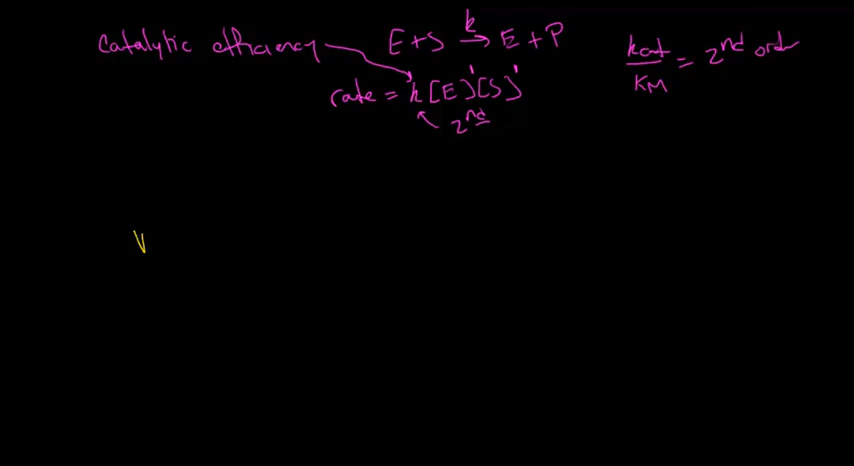 Catalytic efficiency
E+S k→ E+P
rate = k[E]¹[S]¹
2nd
kcat/KM = 2nd order
V